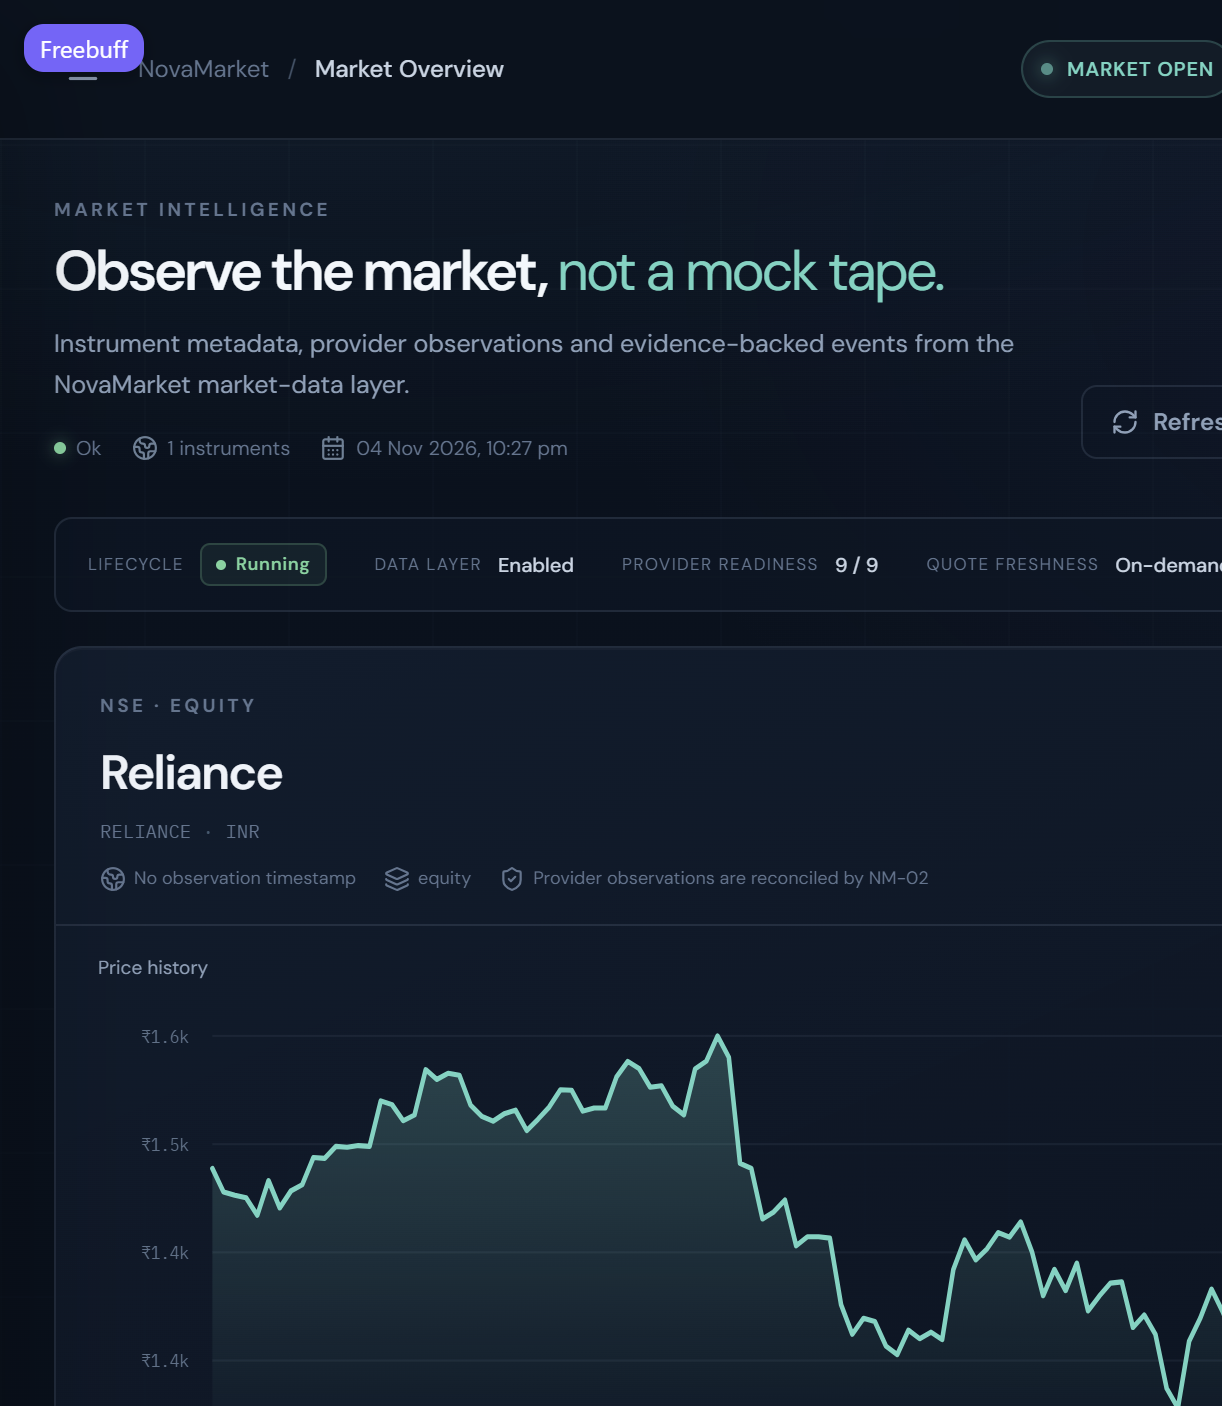 Freebuff
NovaMarket / Market Overview
MARKET OPEN
MARKET INTELLIGENCE
Observe the market, not a mock tape.
Instrument metadata, provider observations and evidence-backed events from the
NovaMarket market-data layer.
Ok 1 instruments 04 Nov 2026, 10:27 pm
Refres
LIFECYCLE Running DATA LAYER Enabled PROVIDER READINESS 9 / 9 QUOTE FRESHNESS On-deman
NSE · EQUITY
Reliance
RELIANCE · INR
No observation timestamp equity Provider observations are reconciled by NM-02
Price history
₹1.6k
₹1.5k
₹1.4k
₹1.4k